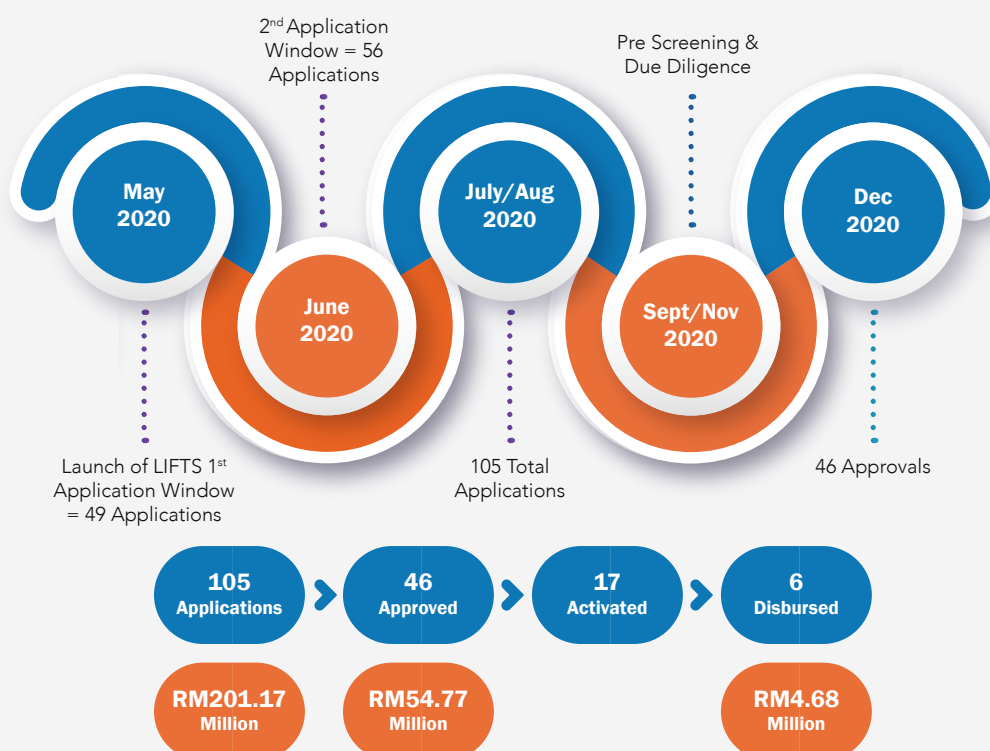 2nd Application
Window = 56
Applications
Pre Screening &
Due Diligence
May
2020
July/Aug
2020
Dec
2020
June
2020
Sept/Nov
2020
Launch of LIFTS 1st
Application Window
= 49 Applications
105 Total
Applications
46 Approvals
105
Applications
46
Approved
17
Activated
6
Disbursed
RM201.17
Million
RM54.77
Million
RM4.68
Million